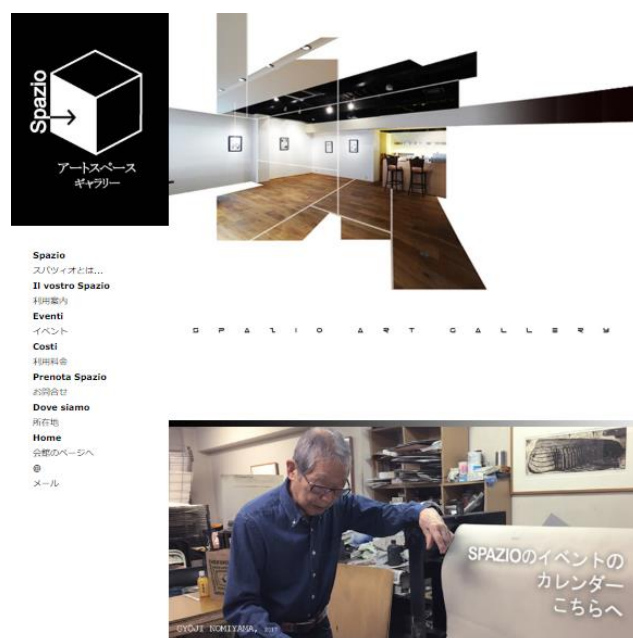 Spazio
アートスペース
ギャラリー
Spazio
スパツィオとは...
Il vostro Spazio
利用案内
Eventi
イベント
Costi
利用料金
Prenota Spazio
お問合せ
Dove siamo
所在地
Home
会館のページへ
@
メール
SPAZIO ART GALLERY
SPAZIOのイベントの
カレンダー
こちらへ
GYOJI NOMIYAMA, 2017